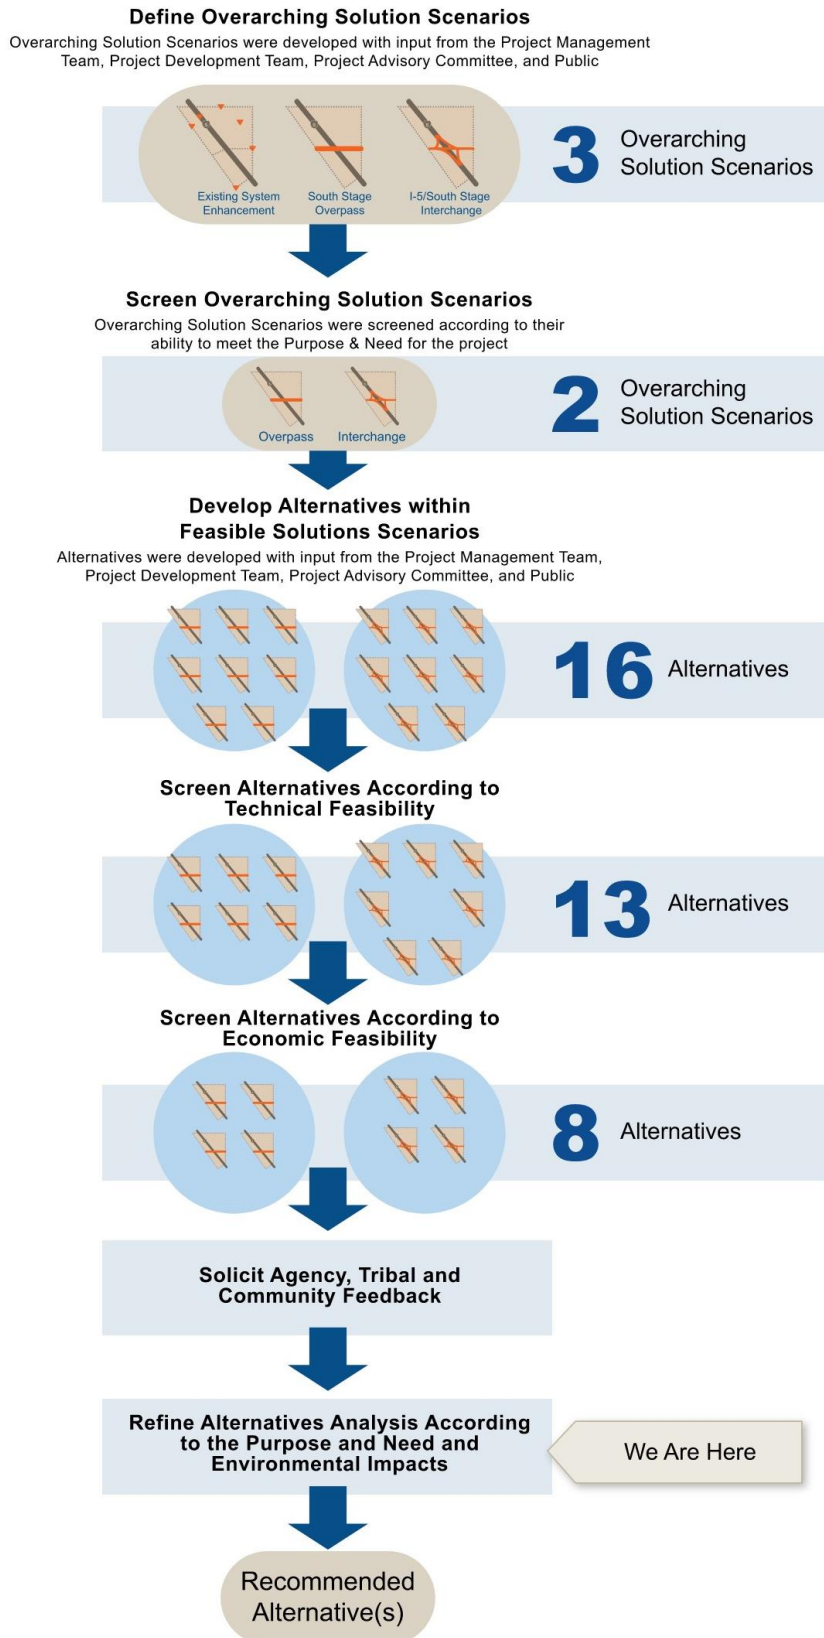 Define Overarching Solution Scenarios
Overarching Solution Scenarios were developed with input from the Project Management
Team, Project Development Team, Project Advisory Committee, and Public
Existing System
Enhancement
South Stage
Overpass
I-5/South Stage
Interchange
3
Overarching
Solution Scenarios
Screen Overarching Solution Scenarios
Overarching Solution Scenarios were screened according to their
ability to meet the Purpose & Need for the project
Overpass
Interchange
2
Overarching
Solution Scenarios
Develop Alternatives within
Feasible Solutions Scenarios
Alternatives were developed with input from the Project Management Team,
Project Development Team, Project Advisory Committee, and Public
16 Alternatives
Screen Alternatives According to
Technical Feasibility
13 Alternatives
Screen Alternatives According to
Economic Feasibility
8 Alternatives
Solicit Agency, Tribal and
Community Feedback
Refine Alternatives Analysis According
to the Purpose and Need and
Environmental Impacts
We Are Here
Recommended
Alternative(s)